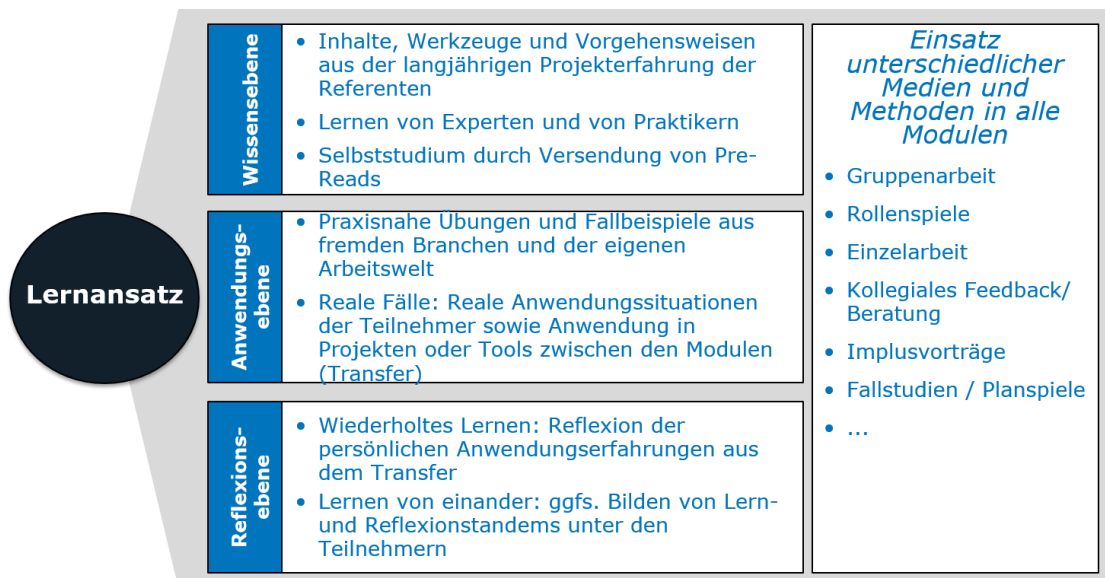 Lernansatz
Wissensebene
• Inhalte, Werkzeuge und Vorgehensweisen
aus der langjährigen Projekterfahrung der
Referenten
• Lernen von Experten und von Praktikern
• Selbststudium durch Versendung von Pre-
Reads
Anwendungs-
ebene
• Praxisnahe Übungen und Fallbeispiele aus
fremden Branchen und der eigenen
Arbeitswelt
• Reale Fälle: Reale Anwendungssituationen
der Teilnehmer sowie Anwendung in
Projekten oder Tools zwischen den Modulen
(Transfer)
Reflexions-
ebene
• Wiederholtes Lernen: Reflexion der
persönlichen Anwendungserfahrungen aus
dem Transfer
• Lernen von einander: ggfs. Bilden von Lern-
und Reflexionstandems unter den
Teilnehmern
Einsatz
unterschiedlicher
Medien und
Methoden in alle
Modulen
• Gruppenarbeit
• Rollenspiele
• Einzelarbeit
• Kollegiales Feedback/
Beratung
• Implusvorträge
• Fallstudien / Planspiele
• ...